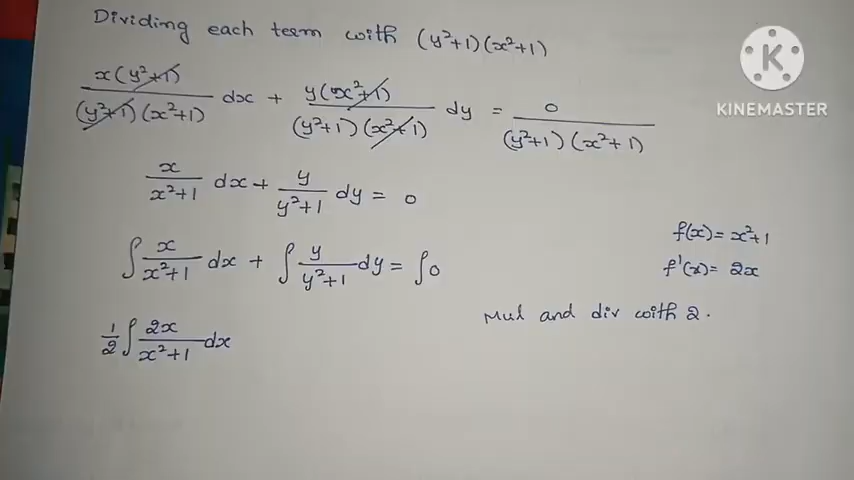 Dividing each term with (y²+1)(x²+1)
x(y²+1)/(y²+1)(x²+1) dx + y(x²+1)/(y²+1)(x²+1) dy = 0/(y²+1)(x²+1)
K
KINEMASTER
x/x²+1 dx + y/y²+1 dy = 0
∫ x/x²+1 dx + ∫ y/y²+1 dy = ∫0
f(x) = x²+1
f'(x) = 2x
Mul and div with 2.
1/2 ∫ 2x/x²+1 dx